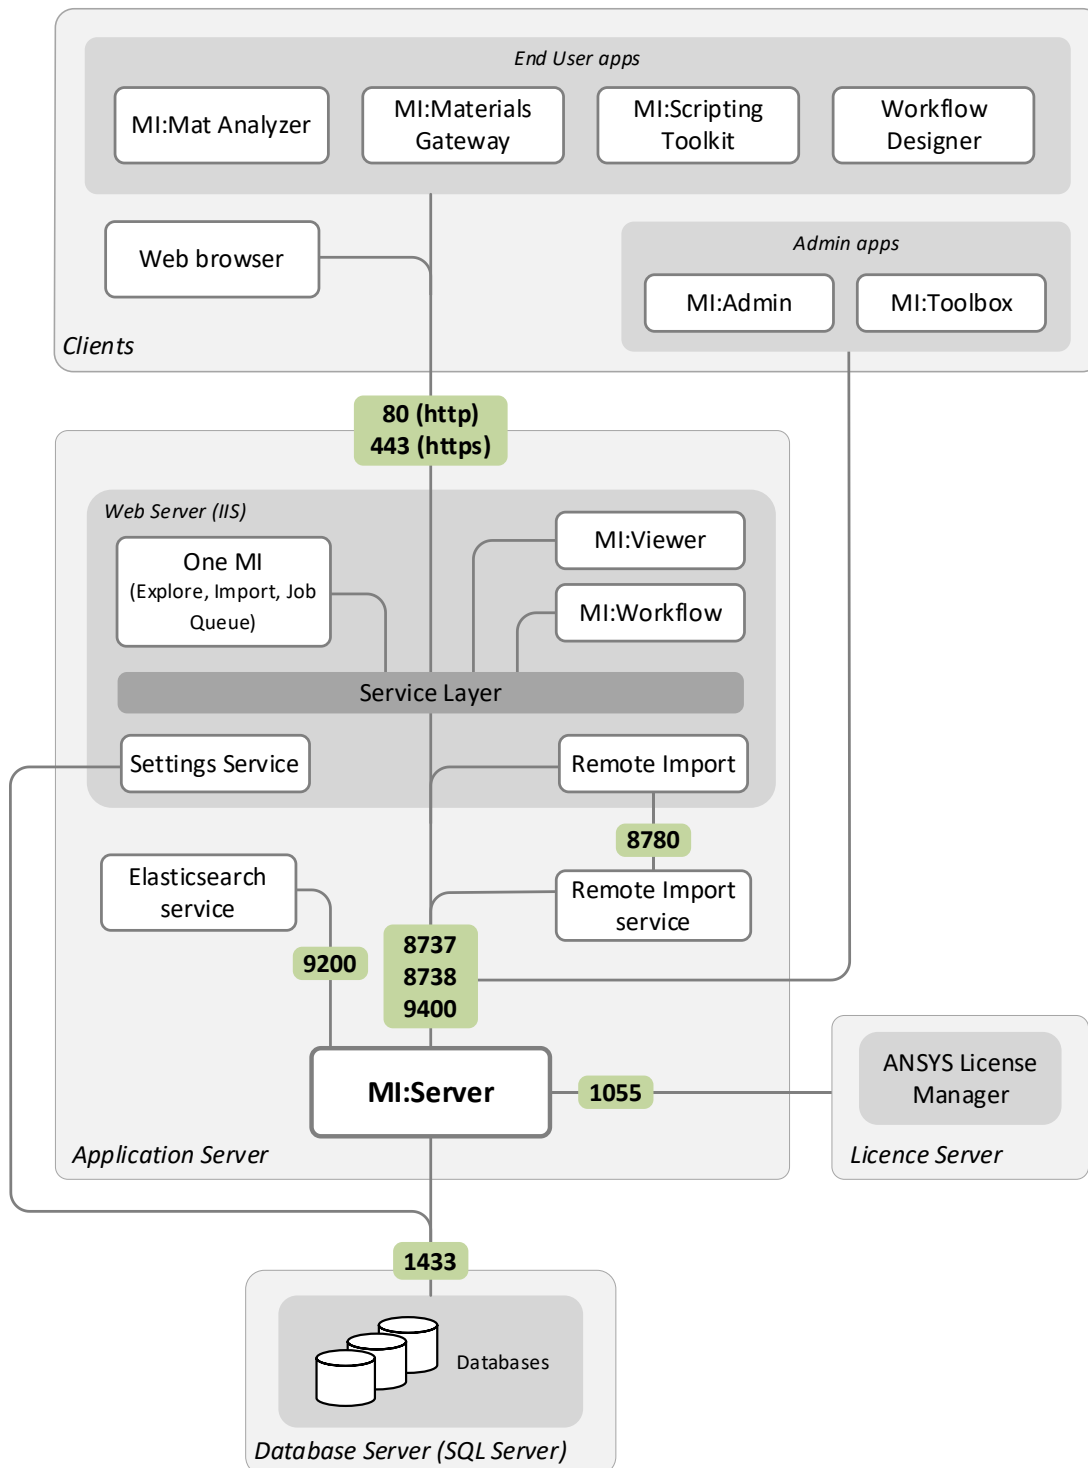 End User apps
MI:Mat Analyzer
MI:Materials
Gateway
MI:Scripting
Toolkit
Workflow
Designer
Web browser
Admin apps
MI:Admin
MI:Toolbox
Clients
80 (http)
443 (https)
Web Server (IIS)
One MI
(Explore, Import, Job
Queue)
MI:Viewer
MI:Workflow
Service Layer
Settings Service
Remote Import
8780
Elasticsearch
service
Remote Import
service
9200
8737
8738
9400
MI:Server
1055
ANSYS License
Manager
Application Server
Licence Server
1433
Databases
Database Server (SQL Server)